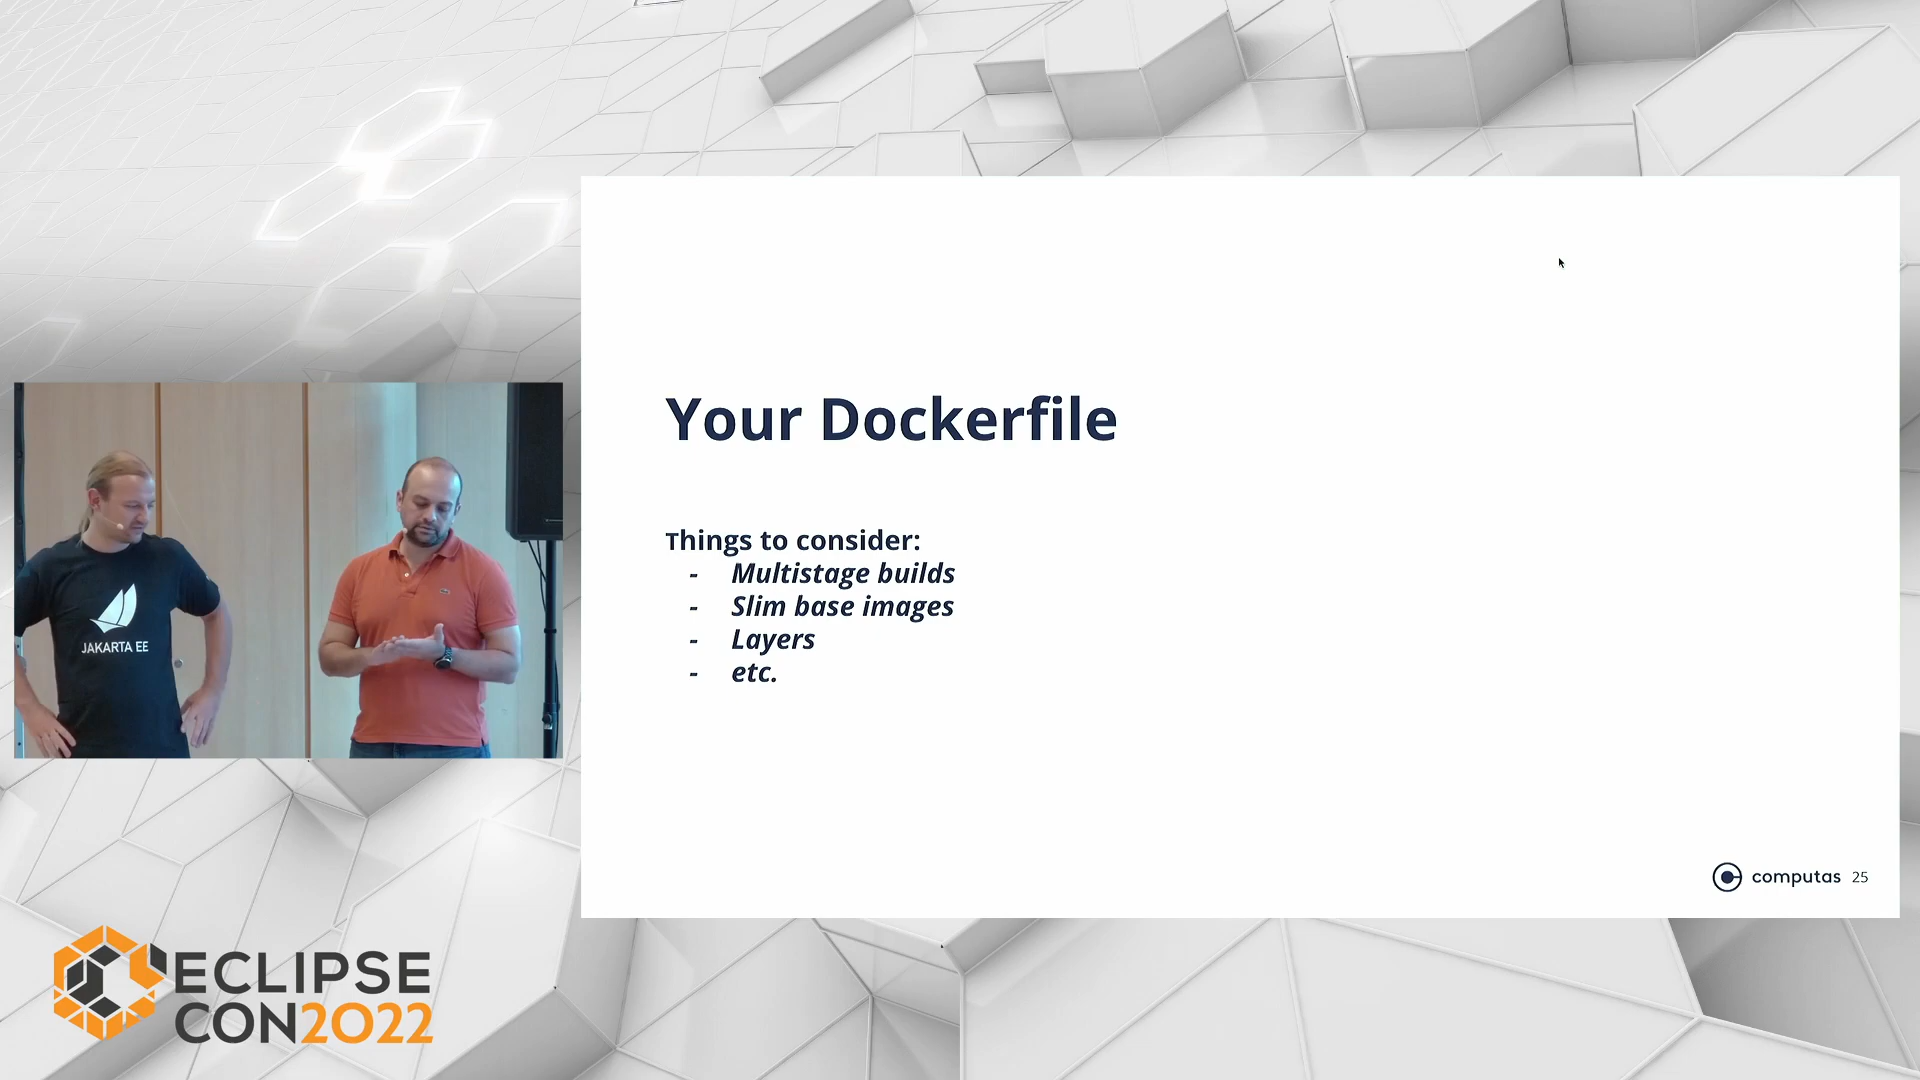 Your Dockerfile
Things to consider:
- Multistage builds
- Slim base images
- Layers
- etc.
JAKARTA EE
computas 25
ECLIPSE
CON2022